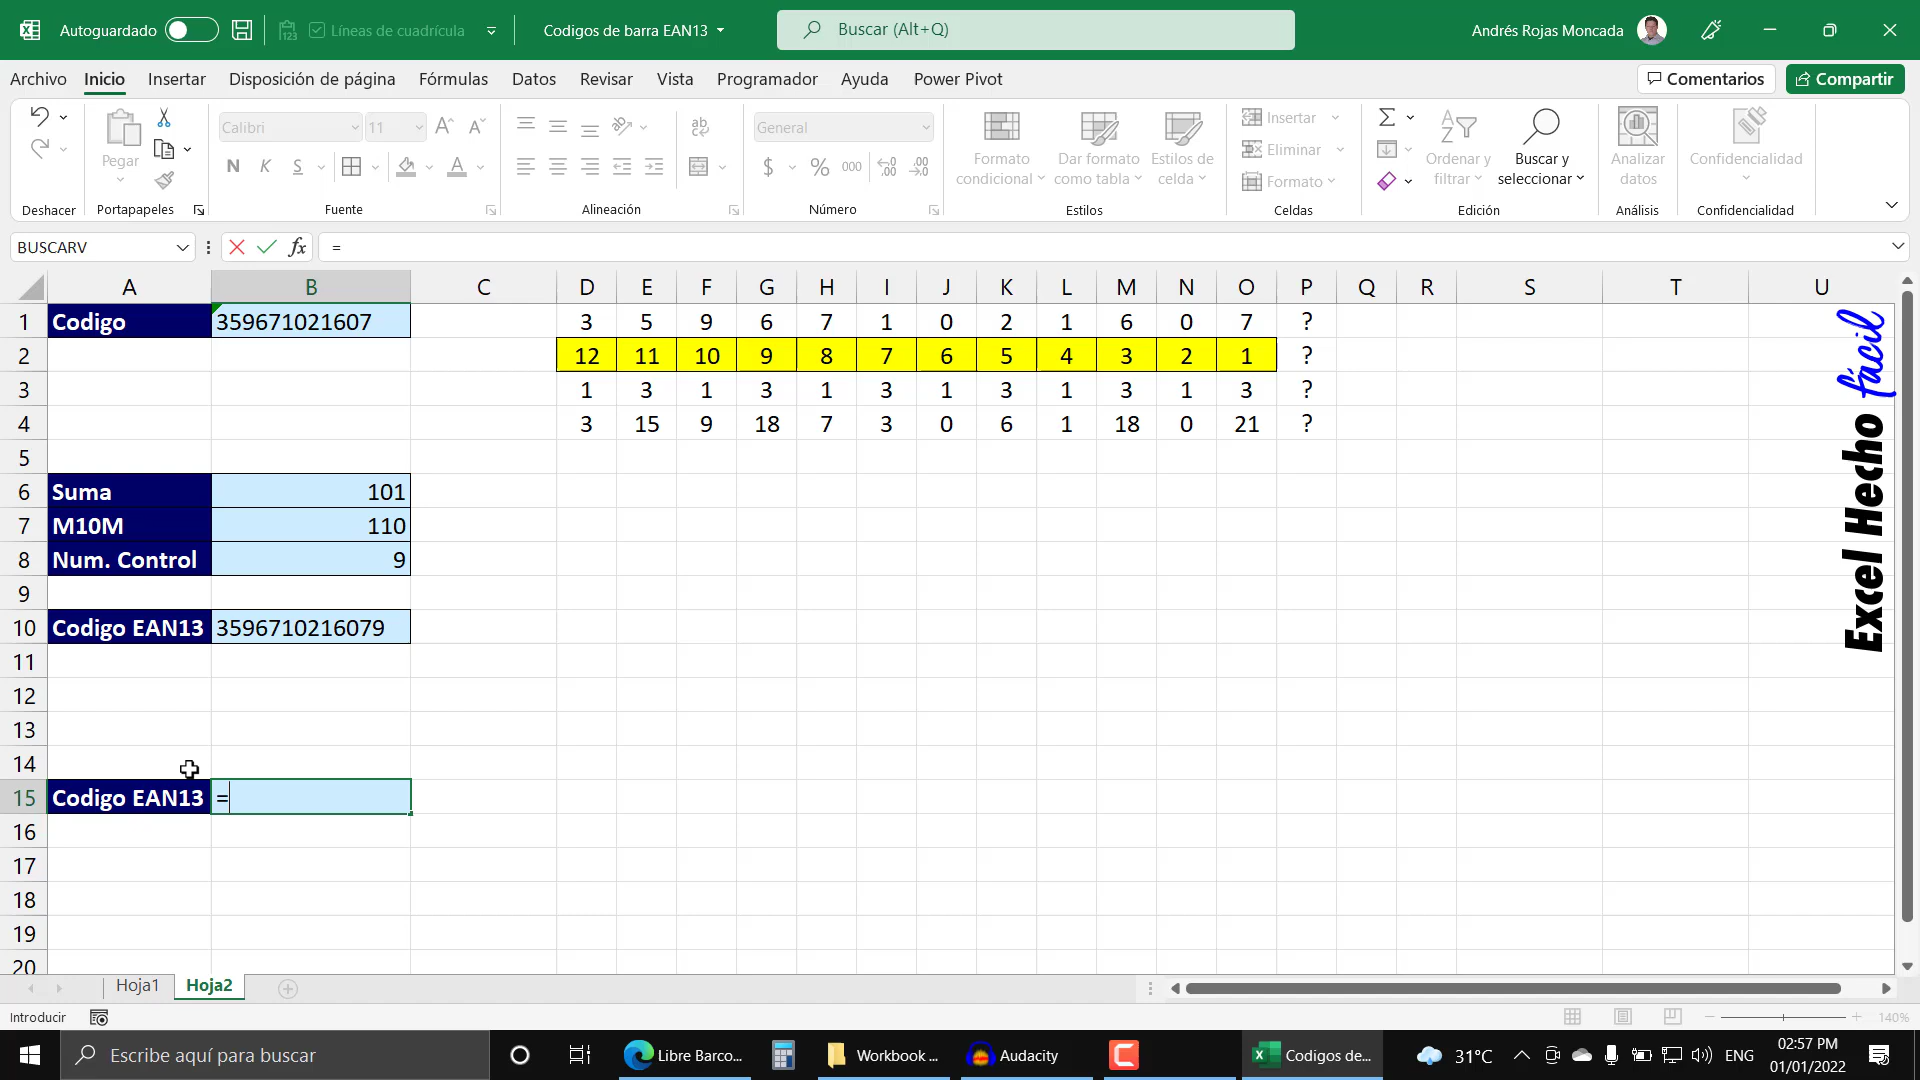 Autoguardado
Líneas de cuadrícula
Codigos de barra EAN13
Buscar (Alt+Q)
Andrés Rojas Moncada
Archivo Inicio Insertar Disposición de página Fórmulas Datos Revisar Vista Programador Ayuda Power Pivot
Comentarios
Compartir
Pegar
Calibri 11
General
Formato condicional
Dar formato como tabla
Estilos de celda
Insertar
Eliminar
Formato
Ordenar y filtrar
Buscar y seleccionar
Analizar datos
Confidencialidad
Deshacer Portapapeles Fuente Alineación Número Estilos Celdas Edición Análisis Confidencialidad
BUSCARV fx =
A B C D E F G H I J K L M N O P Q R S T U
1 Codigo 359671021607 3 5 9 6 7 1 0 2 1 6 0 7 ?
2 12 11 10 9 8 7 6 5 4 3 2 1 ?
3 1 3 1 3 1 3 1 3 1 3 1 3 ?
4 3 15 9 18 7 3 0 6 1 18 0 21 ?
5
6 Suma 101
7 M10M 110
8 Num. Control 9
9
10 Codigo EAN13 3596710216079
11
12
13
14
15 Codigo EAN13 =
16
17
18
19
20
Excel Hecho fácil
Hoja1 Hoja2
Introducir
140%
Escribe aquí para buscar
Libre Barco...
Workbook ...
Audacity
Codigos de...
31°C
ENG
02:57 PM
01/01/2022